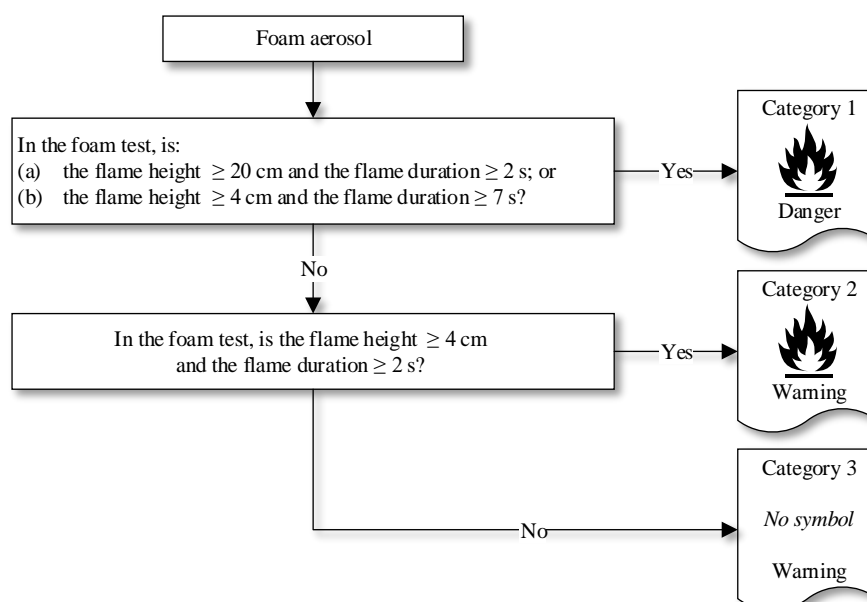 Foam aerosol
In the foam test, is:
(a) the flame height ≥ 20 cm and the flame duration ≥ 2 s; or
(b) the flame height ≥ 4 cm and the flame duration ≥ 7 s?
Yes
Category 1
Danger
No
In the foam test, is the flame height ≥ 4 cm
and the flame duration ≥ 2 s?
Yes
Category 2
Warning
No
Category 3
No symbol
Warning